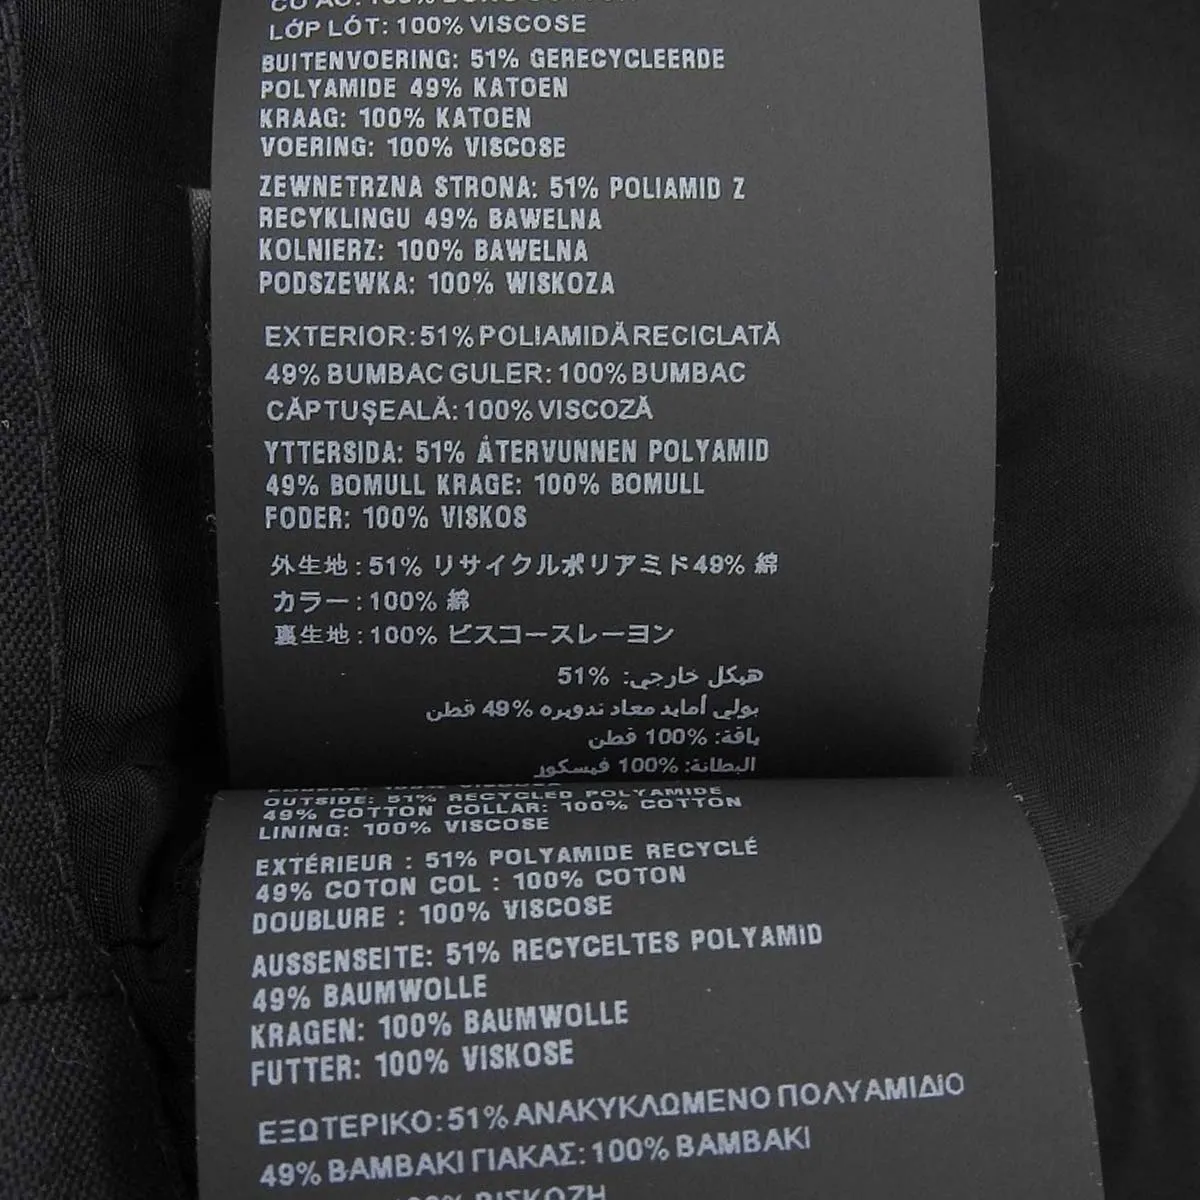 LỚP LÓT: 100% VISCOSE
BUITENVOERING: 51% GERECYCLEERDE
POLYAMIDE 49% KATOEN
KRAAG: 100% KATOEN
VOERING: 100% VISCOSE
ZEWNETRZNA STRONA: 51% POLIAMID Z
RECYKLINGU 49% BAWELNA
KOLNIERZ: 100% BAWELNA
PODSZEWKA: 100% WISKOZA
EXTERIOR: 51% POLIAMIDĂ RECICLATĂ
49% BUMBAC GULER: 100% BUMBAC
CĂPTUȘEALĂ: 100% VISCOZĂ
YTTERSIDA: 51% ÅTERVUNNEN POLYAMID
49% BOMULL KRAGE: 100% BOMULL
FODER: 100% VISKOS
外生地 : 51% リサイクルポリアミド49% 綿
カラー : 100% 綿
裏生地 : 100% ビスコースレーヨン
هيكل خارجي: 51%
بولي أمايد معاد تدويره 49% قطن
ياقة: 100% قطن
البطانة: 100% فيسكوز
OUTSIDE: 51% RECYCLED POLYAMIDE
49% COTTON COLLAR: 100% COTTON
LINING: 100% VISCOSE
EXTÉRIEUR : 51% POLYAMIDE RECYCLÉ
49% COTON COL : 100% COTON
DOUBLURE : 100% VISCOSE
AUSSENSEITE: 51% RECYCELTES POLYAMID
49% BAUMWOLLE
KRAGEN: 100% BAUMWOLLE
FUTTER: 100% VISKOSE
ΕΞΩΤΕΡΙΚΟ: 51% ΑΝΑΚΥΚΛΩΜΕΝΟ ΠΟΛΥΑΜΙΔΙΟ
49% ΒΑΜΒΑΚΙ ΓΙΑΚΑΣ: 100% ΒΑΜΒΑΚΙ
100% ΒΙΣΚΟΖΗ